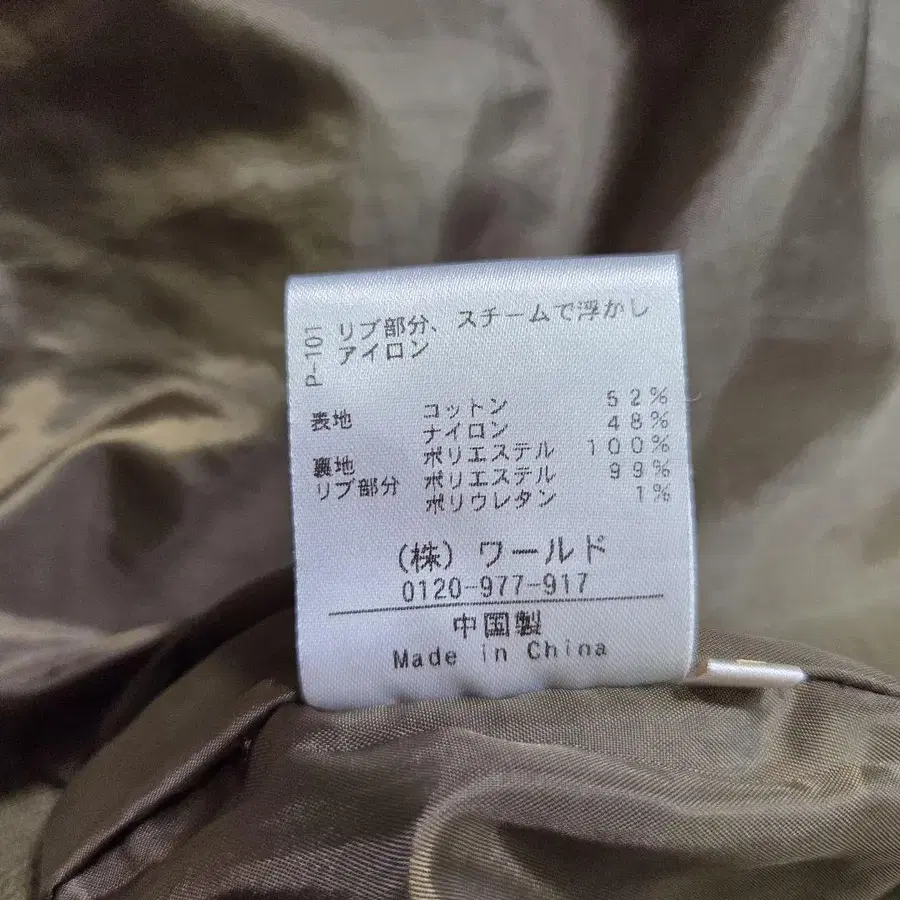 P-101
リブ部分、スチームで浮かし
アイロン
表地 コットン 52%
ナイロン 48%
裏地 ポリエステル 100%
リブ部分 ポリエステル 99%
ポリウレタン 1%
(株) ワールド
0120-977-917
中国製
Made in China